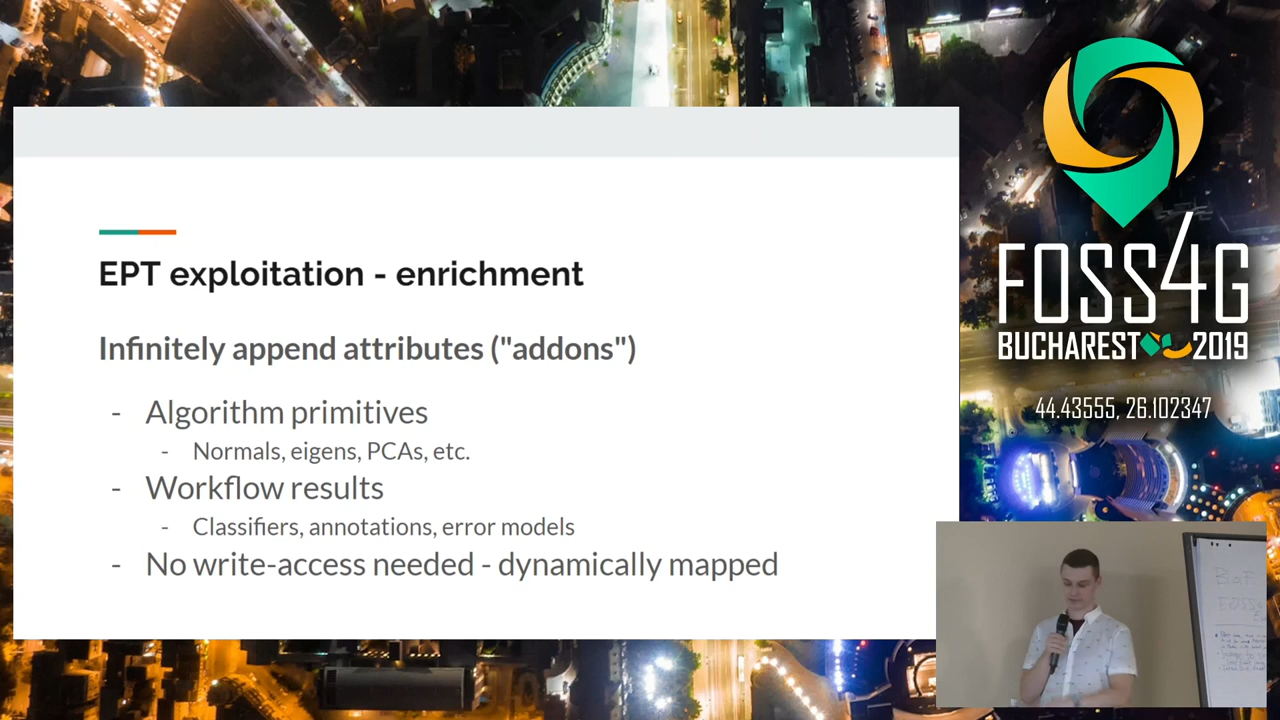 EPT exploitation - enrichment
Infinitely append attributes ("addons")
- Algorithm primitives
- Normals, eigens, PCAs, etc.
- Workflow results
- Classifiers, annotations, error models
- No write-access needed - dynamically mapped
FOSS4G
BUCHAREST 2019
44.43555, 26.102347